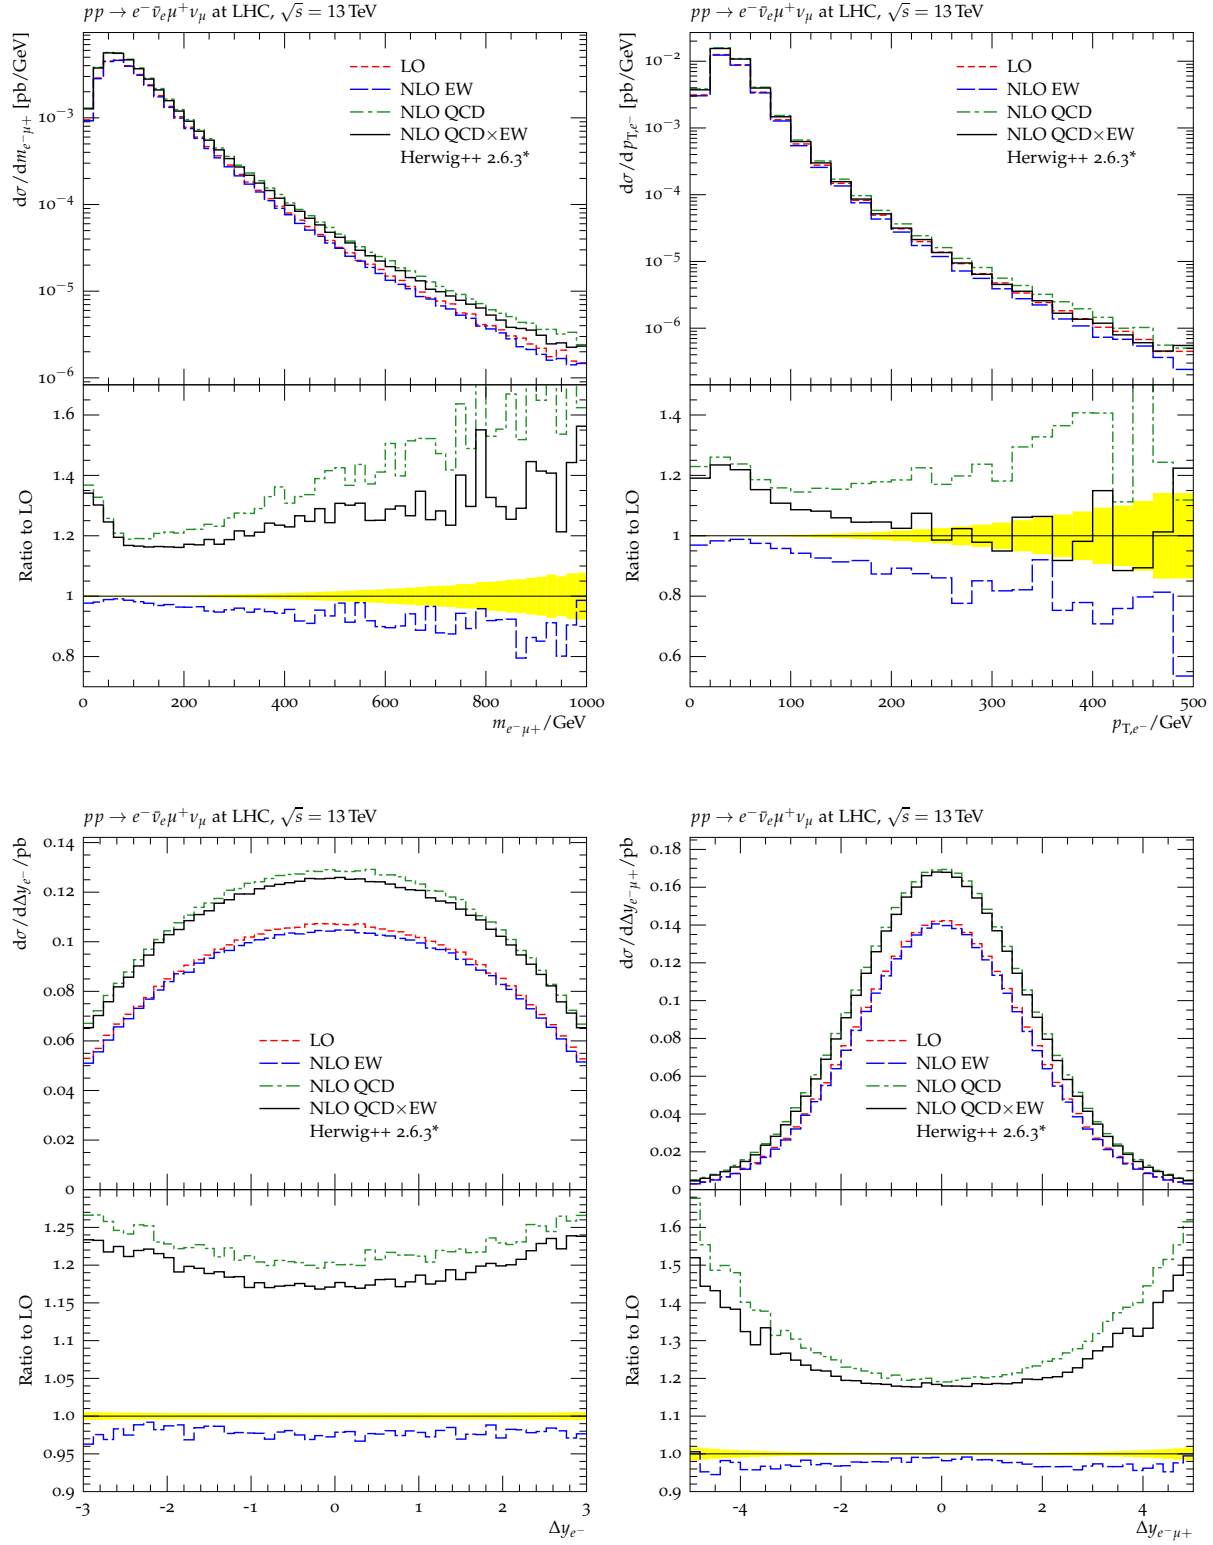 pp → e⁻ν̄ₑμ⁺ν_μ at LHC, √s = 13 TeV
dσ/dm_{e⁻μ+} [pb/GeV]
LO
NLO EW
NLO QCD
NLO QCD×EW
Herwig++ 2.6.3*
10⁻³
10⁻⁴
10⁻⁵
10⁻⁶
Ratio to LO
1.6
1.4
1.2
1
0.8
0 200 400 600 800 1000
m_{e⁻μ+}/GeV
pp → e⁻ν̄ₑμ⁺ν_μ at LHC, √s = 13 TeV
dσ/dp_{T,e⁻} [pb/GeV]
LO
NLO EW
NLO QCD
NLO QCD×EW
Herwig++ 2.6.3*
10⁻²
10⁻³
10⁻⁴
10⁻⁵
10⁻⁶
Ratio to LO
1.4
1.2
1.0
0.8
0.6
0 100 200 300 400 500
p_{T,e⁻}/GeV
pp → e⁻ν̄ₑμ⁺ν_μ at LHC, √s = 13 TeV
dσ/dΔy_{e⁻}/pb
0.14
0.12
0.1
0.08
0.06
0.04
0.02
0
LO
NLO EW
NLO QCD
NLO QCD×EW
Herwig++ 2.6.3*
Ratio to LO
1.25
1.2
1.15
1.1
1.05
1.0
0.95
0.9
-3 -2 -1 0 1 2 3
Δy_{e⁻}
pp → e⁻ν̄ₑμ⁺ν_μ at LHC, √s = 13 TeV
dσ/dΔy_{e⁻μ+}/pb
0.18
0.16
0.14
0.12
0.1
0.08
0.06
0.04
0.02
0
LO
NLO EW
NLO QCD
NLO QCD×EW
Herwig++ 2.6.3*
Ratio to LO
1.6
1.5
1.4
1.3
1.2
1.1
1.0
0.9
-4 -2 0 2 4
Δy_{e⁻μ+}